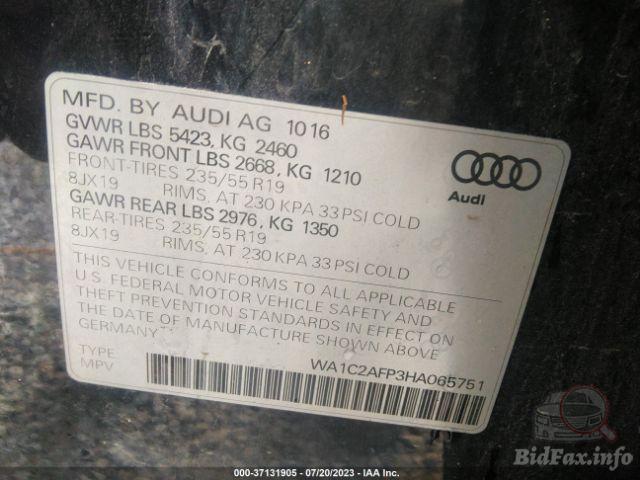 MFD. BY AUDI AG 1016
GVWR LBS 5423, KG 2460
GAWR FRONT LBS 2668, KG 1210
FRONT-TIRES 235/55 R19
8JX19 RIMS, AT 230 KPA 33 PSI COLD
GAWR REAR LBS 2976, KG 1350
REAR-TIRES 235/55 R19
8JX19 RIMS, AT 230 KPA 33 PSI COLD
THIS VEHICLE CONFORMS TO ALL APPLICABLE
U.S. FEDERAL MOTOR VEHICLE SAFETY AND
THEFT PREVENTION STANDARDS IN EFFECT ON
THE DATE OF MANUFACTURE SHOWN ABOVE
GERMANY**
TYPE
MPV
WA1C2AFP3HA065751
Audi
000-37131905 - 07/20/2023 - IAA Inc.
BidFax.info